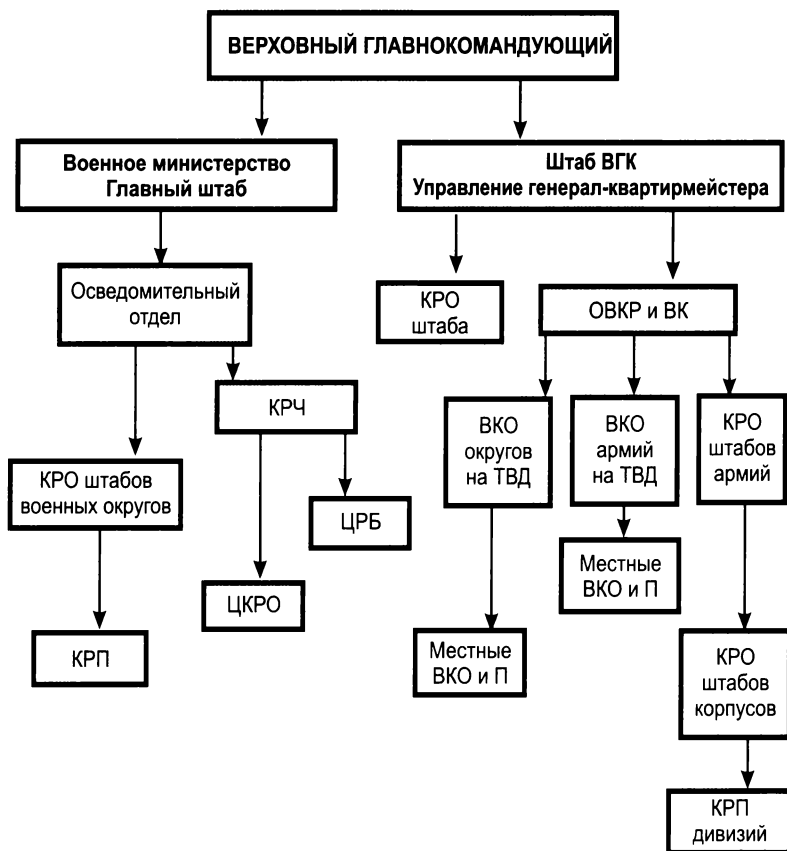 ВЕРХОВНЫЙ ГЛАВНОКОМАНДУЮЩИЙ
Военное министерство
Главный штаб
Штаб ВГК
Управление генерал-квартирмейстера
Осведомительный
отдел
КРО
штаба
ОВКР и ВК
КРЧ
ВКО
округов
на ТВД
ВКО
армий
на ТВД
КРО
штабов
армий
КРО штабов
военных округов
ЦРБ
Местные
ВКО и П
ЦКРО
КРП
Местные
ВКО и П
КРО
штабов
корпусов
КРП
дивизий